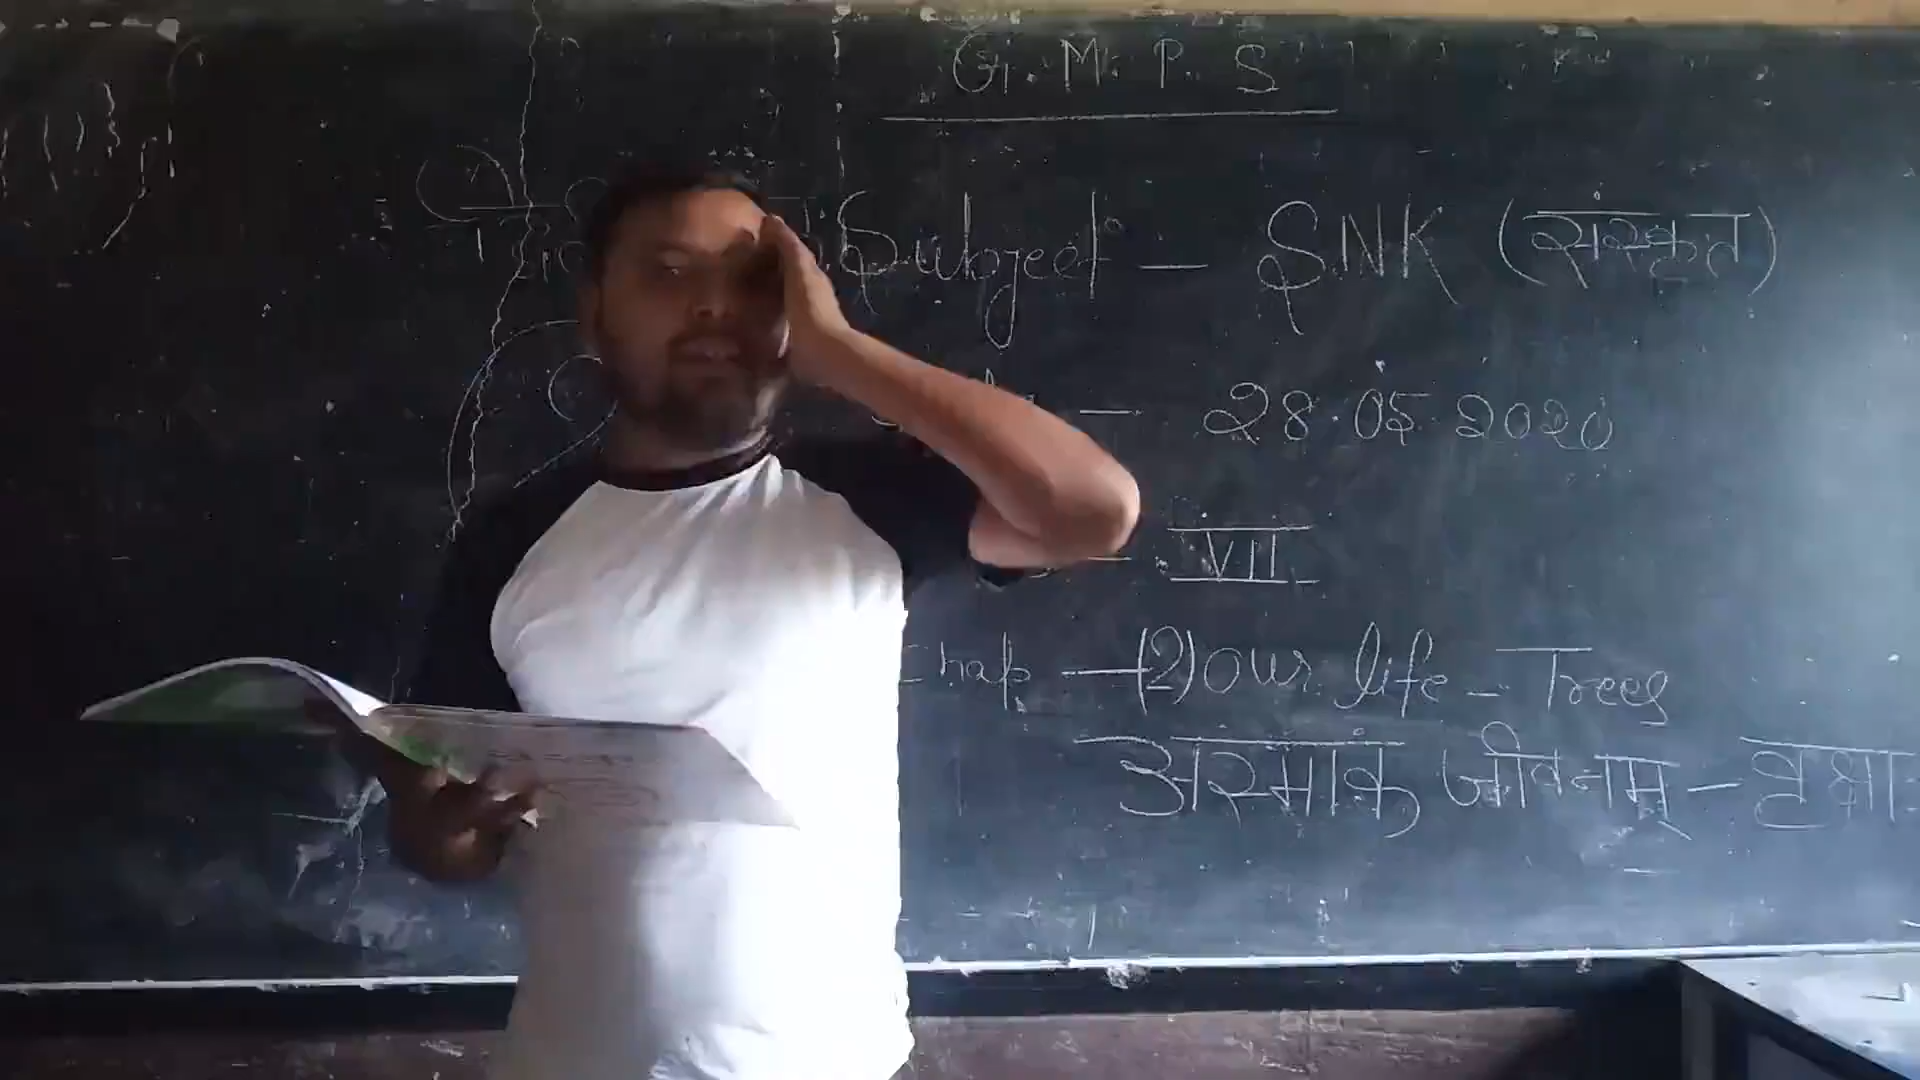 G. M. P. S
Subject – SNK (संस्कृत)
– 28.05.2020
– VII
Chap – (2) Our life – Trees
अस्माकं जीवनम् – वृक्षा: